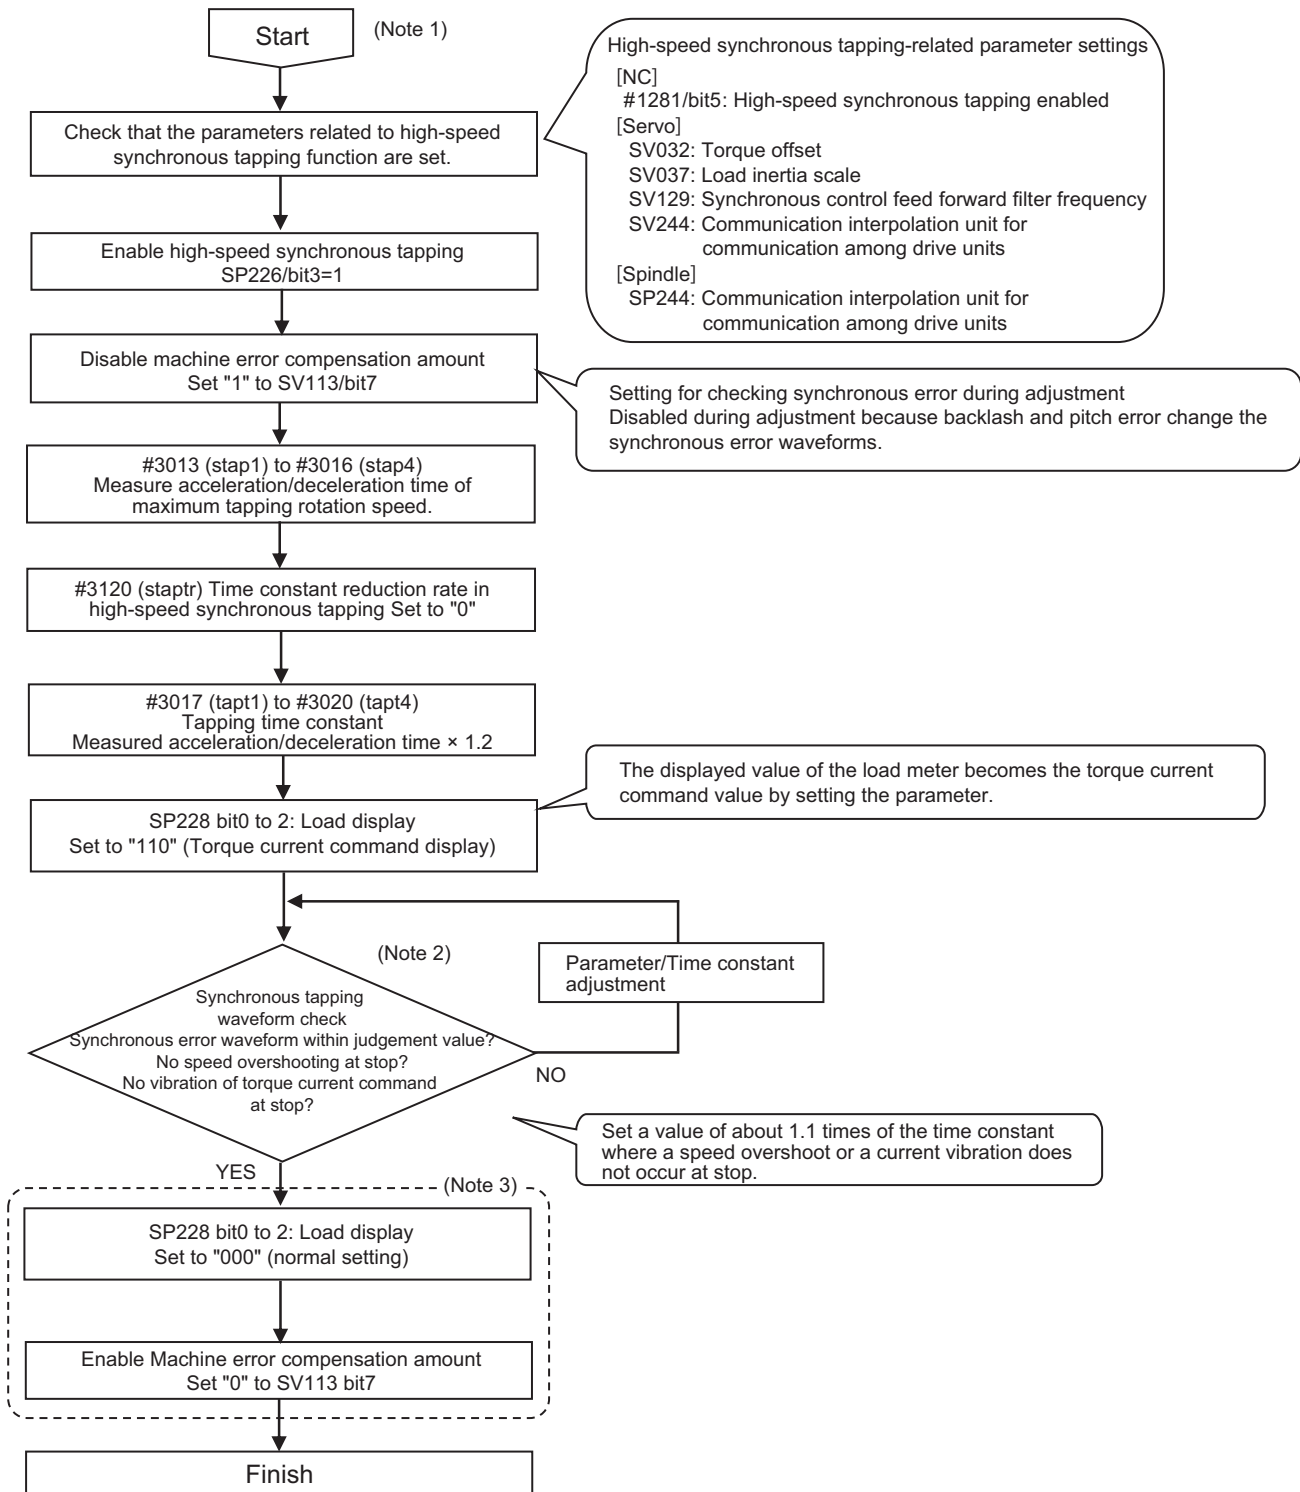 Start
(Note 1)
High-speed synchronous tapping-related parameter settings
[NC]
#1281/bit5: High-speed synchronous tapping enabled
[Servo]
SV032: Torque offset
SV037: Load inertia scale
SV129: Synchronous control feed forward filter frequency
SV244: Communication interpolation unit for
communication among drive units
[Spindle]
SP244: Communication interpolation unit for
communication among drive units
Check that the parameters related to high-speed
synchronous tapping function are set.
Enable high-speed synchronous tapping
SP226/bit3=1
Disable machine error compensation amount
Set "1" to SV113/bit7
Setting for checking synchronous error during adjustment
Disabled during adjustment because backlash and pitch error change the
synchronous error waveforms.
#3013 (stap1) to #3016 (stap4)
Measure acceleration/deceleration time of
maximum tapping rotation speed.
#3120 (staptr) Time constant reduction rate in
high-speed synchronous tapping Set to "0"
#3017 (tapt1) to #3020 (tapt4)
Tapping time constant
Measured acceleration/deceleration time × 1.2
The displayed value of the load meter becomes the torque current
command value by setting the parameter.
SP228 bit0 to 2: Load display
Set to "110" (Torque current command display)
(Note 2)
Parameter/Time constant
adjustment
Synchronous tapping
waveform check
Synchronous error waveform within judgement value?
No speed overshooting at stop?
No vibration of torque current command
at stop?
NO
Set a value of about 1.1 times of the time constant
where a speed overshoot or a current vibration does
not occur at stop.
YES
(Note 3)
SP228 bit0 to 2: Load display
Set to "000" (normal setting)
Enable Machine error compensation amount
Set "0" to SV113 bit7
Finish